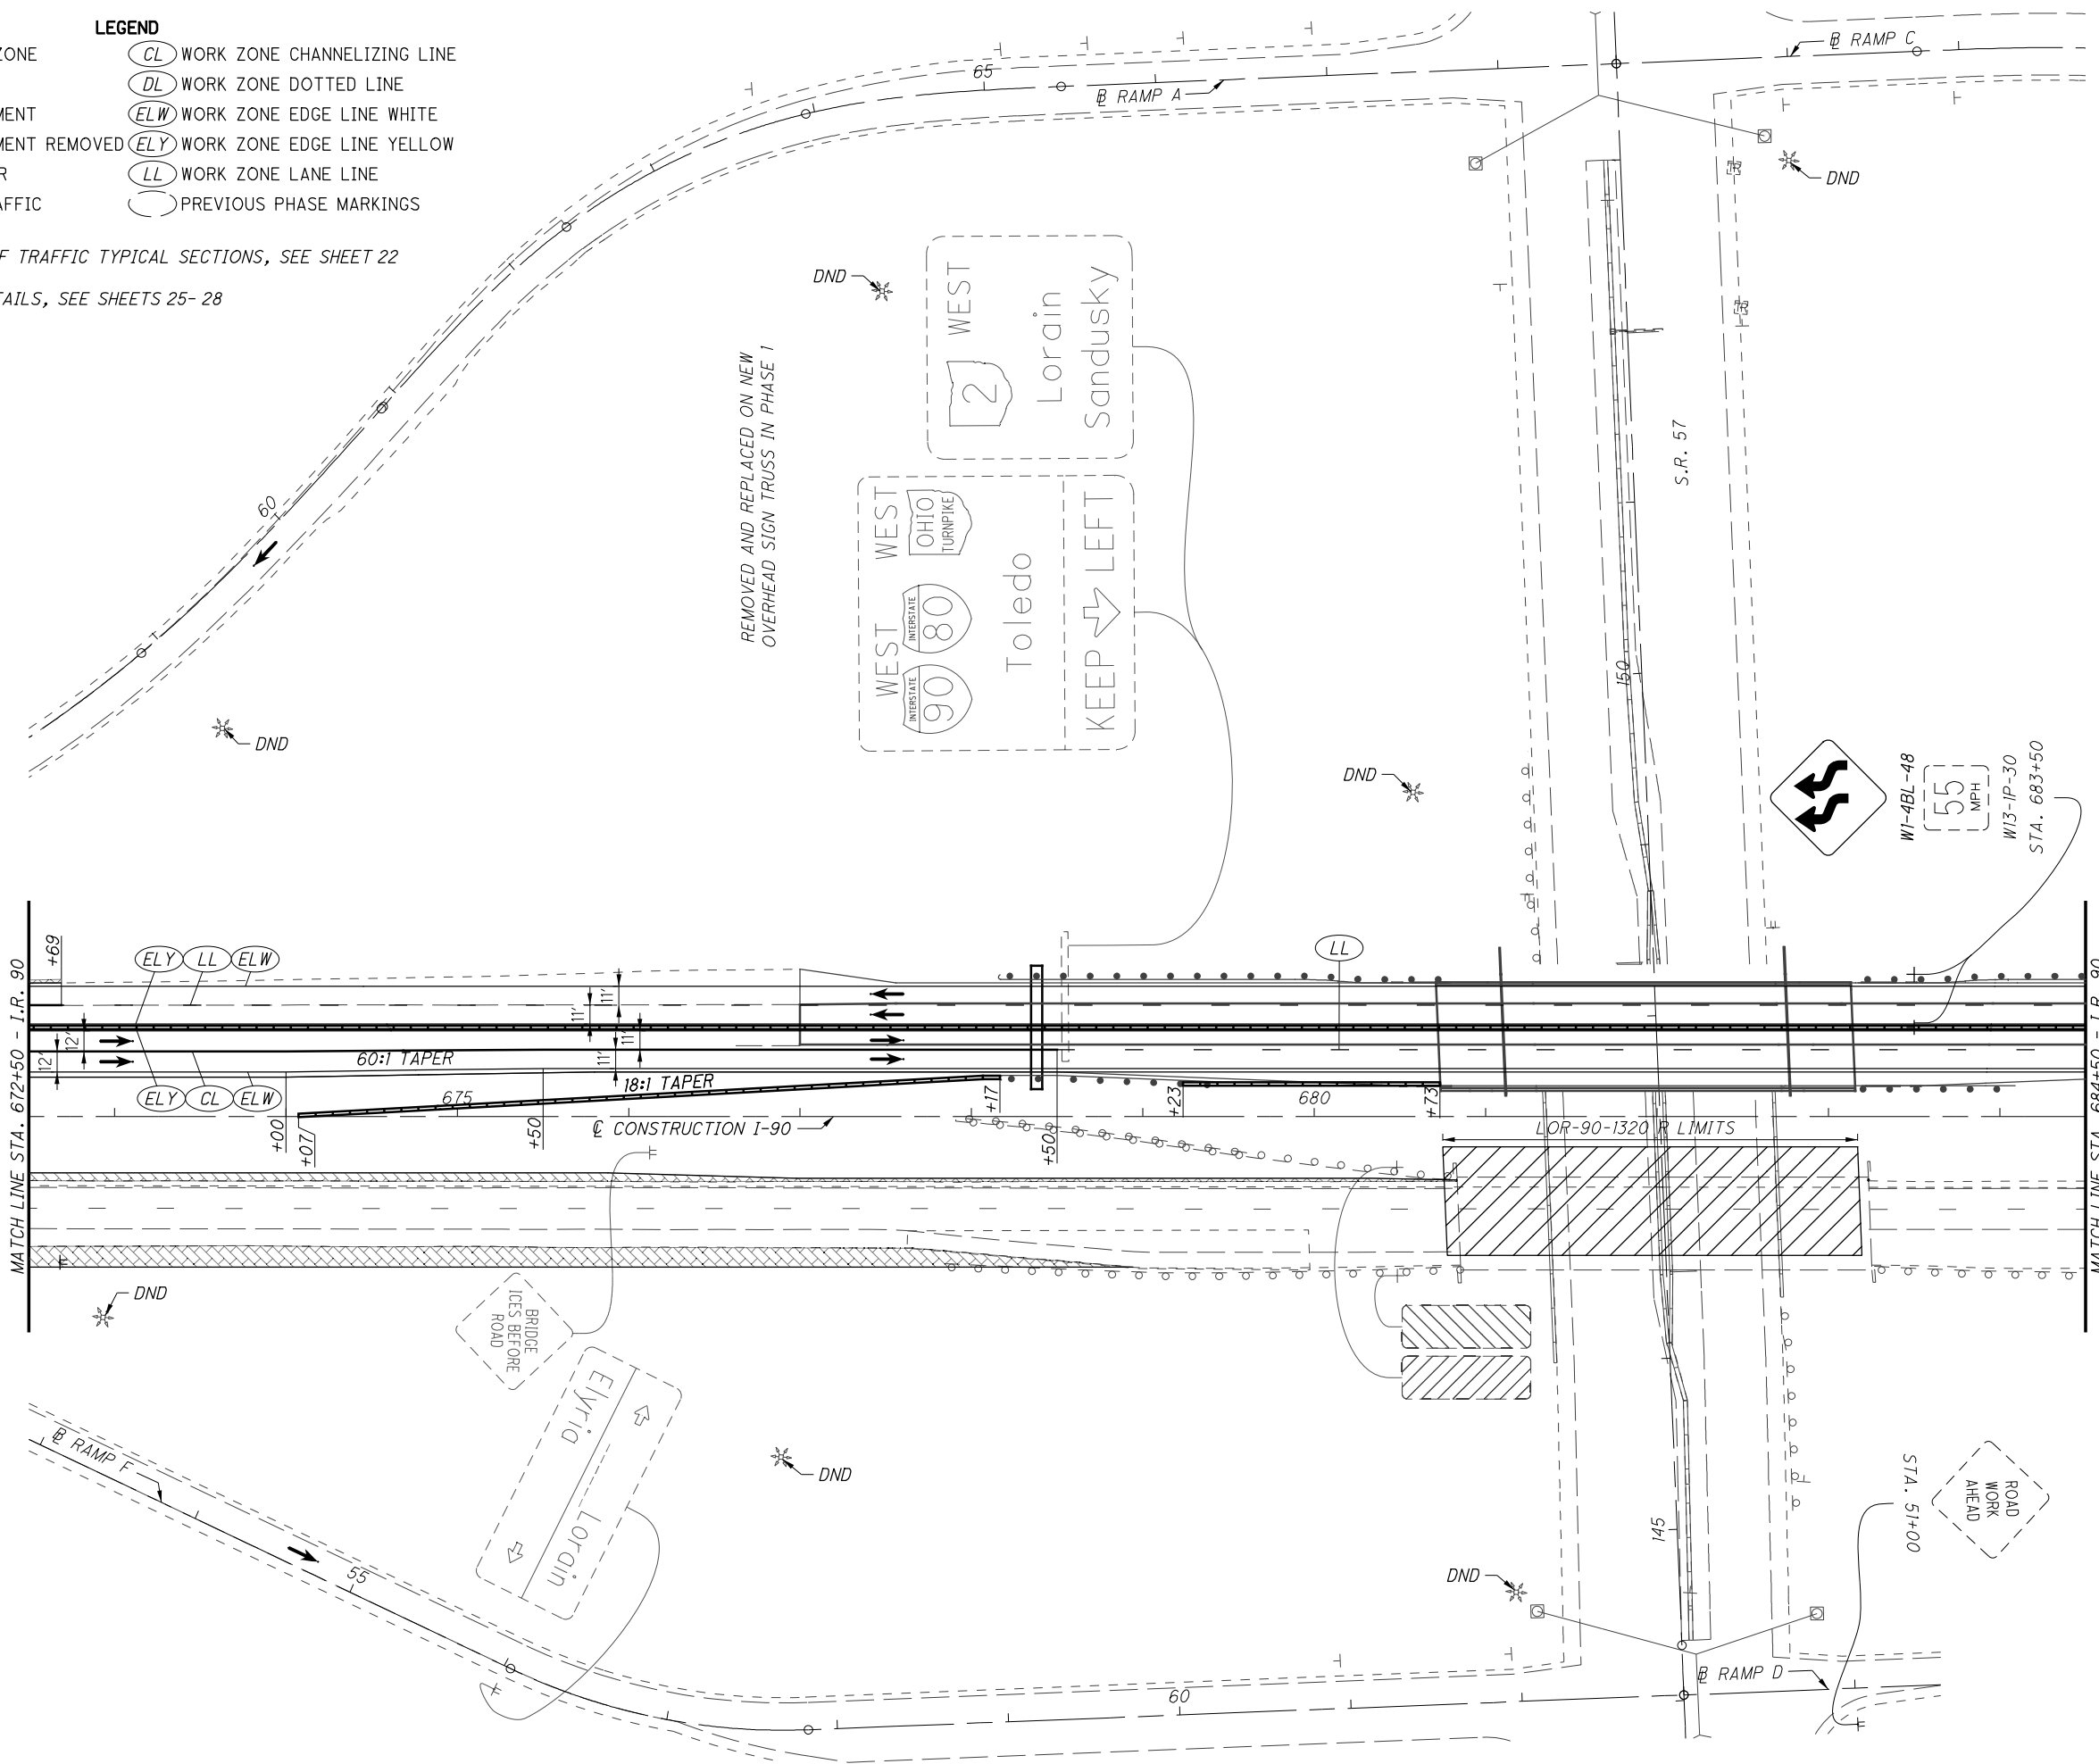 LEGEND
ZONE
CL WORK ZONE CHANNELIZING LINE
DL WORK ZONE DOTTED LINE
MENT
ELW WORK ZONE EDGE LINE WHITE
MENT REMOVED
ELY WORK ZONE EDGE LINE YELLOW
R
LL WORK ZONE LANE LINE
AFFIC
PREVIOUS PHASE MARKINGS
F TRAFFIC TYPICAL SECTIONS, SEE SHEET 22
TAILS, SEE SHEETS 25-28
65
℄ RAMP A
℄ RAMP C
DND
DND
60
WEST
2
Lorain
Sandusky
REMOVED AND REPLACED ON NEW
OVERHEAD SIGN TRUSS IN PHASE 1
S.R. 57
WEST WEST
INTERSTATE 90
INTERSTATE 80
OHIO
TURNPIKE
Toledo
KEEP LEFT
150
DND
DND
W1-4BL-48
55
MPH
W13-1P-30
STA. 683+50
MATCH LINE STA. 672+50 - I.R. 90
+69
ELY LL ELW
LL
11'
11'
12'
12'
11'
11'
60:1 TAPER
18:1 TAPER
ELY CL ELW
675
680
+00
+07
+50
+17
+50
+23
+73
℄ CONSTRUCTION I-90
LOR-90-1320 R LIMITS
MATCH LINE STA. 684+50 - I.R. 90
DND
BRIDGE
ICES BEFORE
ROAD
Elyria
Lorain
℄ RAMP F
DND
55
145
STA. 51+00
ROAD
WORK
AHEAD
DND
60
℄ RAMP D